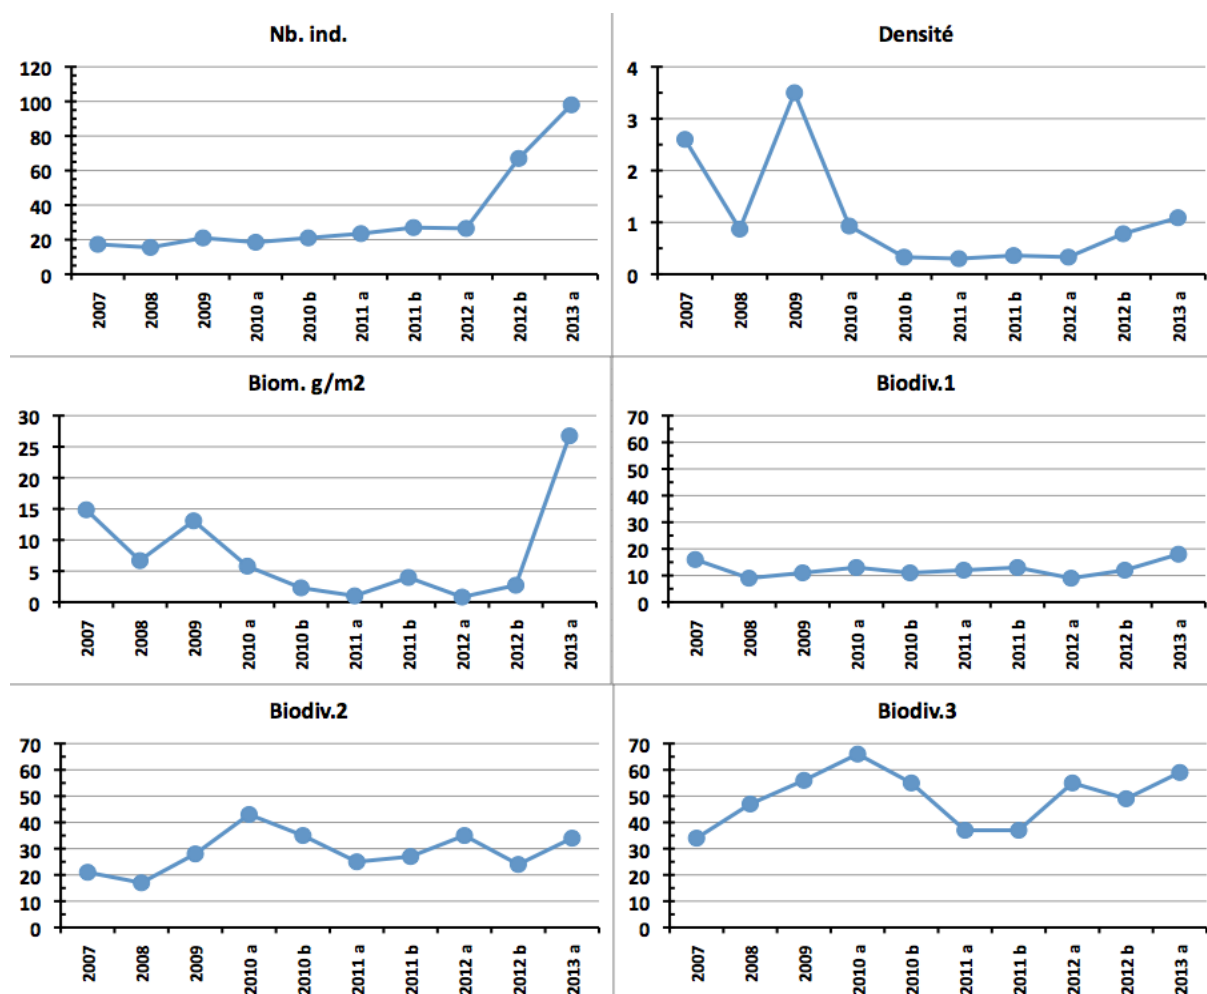 Nb. ind.
120
100
80
60
40
20
0
2007
2008
2009
2010 a
2010 b
2011 a
2011 b
2012 a
2012 b
2013 a
Densité
4
3
2
1
0
2007
2008
2009
2010 a
2010 b
2011 a
2011 b
2012 a
2012 b
2013 a
Biom. g/m2
30
25
20
15
10
5
0
2007
2008
2009
2010 a
2010 b
2011 a
2011 b
2012 a
2012 b
2013 a
Biodiv.1
70
60
50
40
30
20
10
0
2007
2008
2009
2010 a
2010 b
2011 a
2011 b
2012 a
2012 b
2013 a
Biodiv.2
70
60
50
40
30
20
10
0
2007
2008
2009
2010 a
2010 b
2011 a
2011 b
2012 a
2012 b
2013 a
Biodiv.3
70
60
50
40
30
20
10
0
2007
2008
2009
2010 a
2010 b
2011 a
2011 b
2012 a
2012 b
2013 a